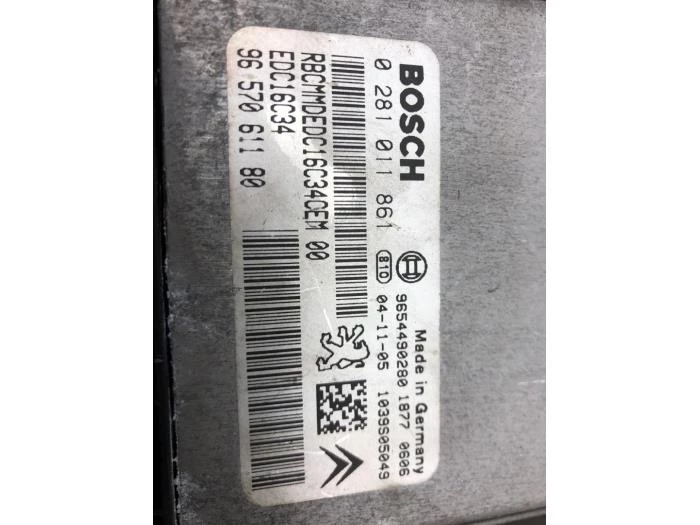 BOSCH
Made in Germany
0 281 011 861
9654490280 1877 0606
810
04-11-05 1039S05049
RBCMMDEDC16C34CEM 00
EDC16C34
96 570 611 80